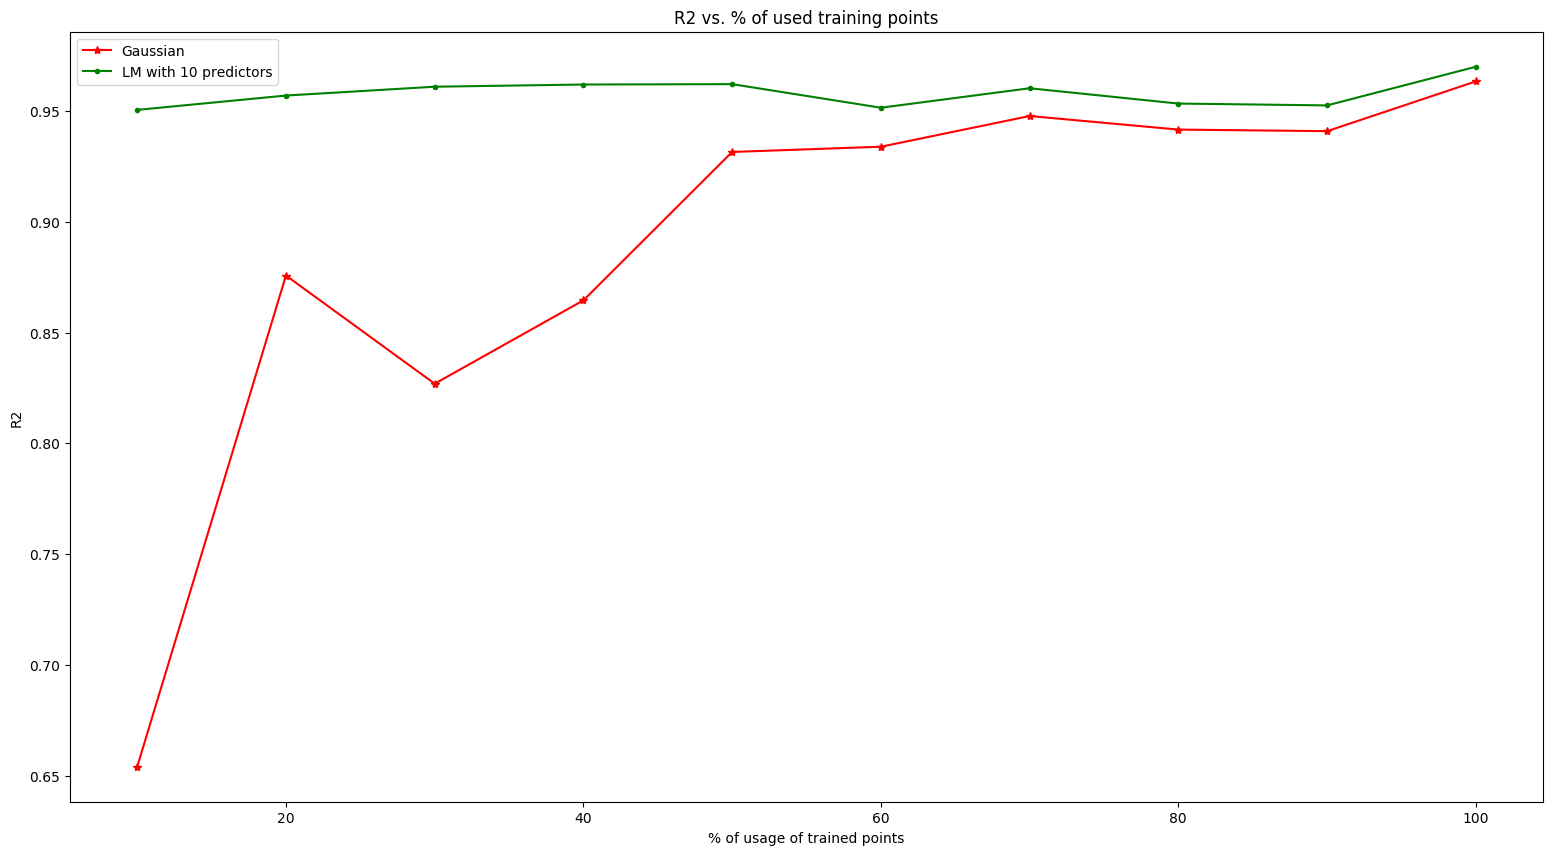 R2 vs. % of used training points
Gaussian
LM with 10 predictors
0.95
0.90
0.85
0.80
0.75
0.70
0.65
R2
20 40 60 80 100
% of usage of trained points